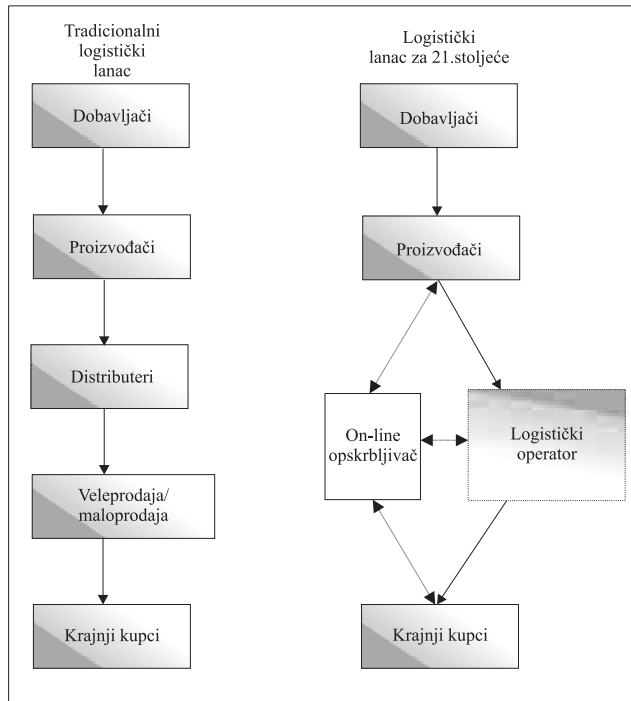 Tradicionalni
logistički
lanac
Dobavljači
Proizvođači
Distributeri
Veleprodaja/
maloprodaja
Krajnji kupci
Logistički
lanac za 21.stoljeće
Dobavljači
Proizvođači
On-line
opskrbljivač
Logistički
operator
Krajnji kupci